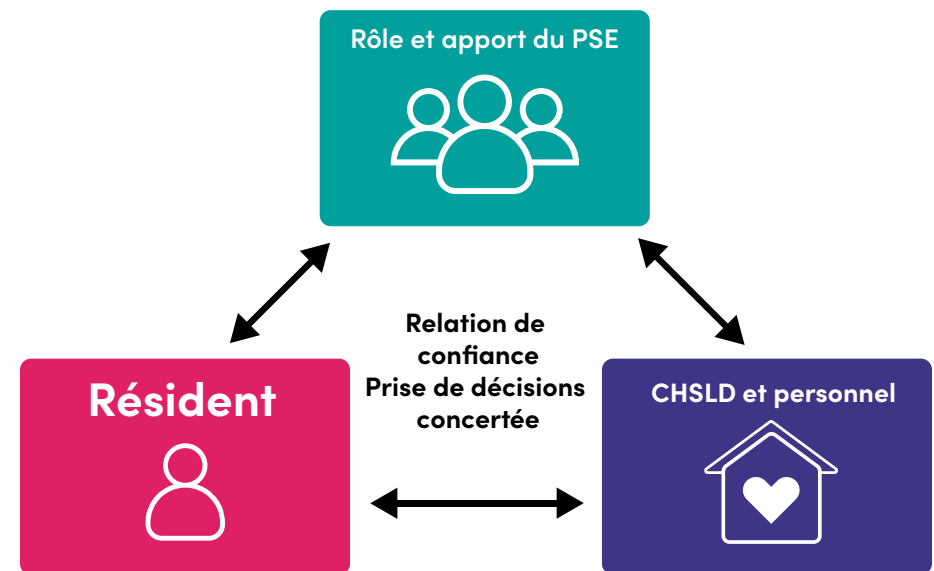 Rôle et apport du PSE
Relation de
confiance
Prise de décisions
concertée
Résident
CHSLD et personnel